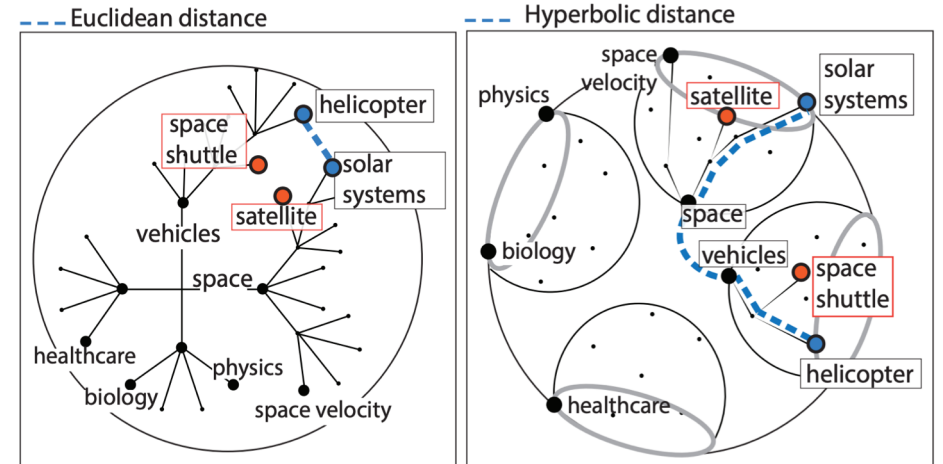 Euclidean distance
helicopter
space
shuttle
solar
systems
satellite
vehicles
space
healthcare
physics
biology
space velocity
Hyperbolic distance
space
velocity
solar
systems
physics
satellite
space
biology
vehicles
space
shuttle
helicopter
healthcare